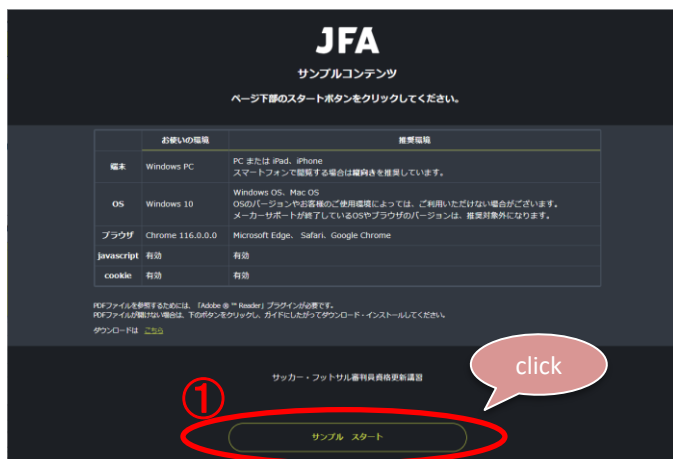 JFA
サンプルコンテンツ
ページ下部のスタートボタンをクリックしてください。
お使いの環境 推奨環境
端末 Windows PC PC または iPad、iPhone
スマートフォンで閲覧する場合は縦向きを推奨しています。
OS Windows 10 Windows OS、Mac OS
OSのバージョンやお客様のご使用環境によっては、ご利用いただけない場合がございます。
メーカーサポートが終了しているOSやブラウザのバージョンは、推奨対象外になります。
ブラウザ Chrome 116.0.0.0 Microsoft Edge、 Safari、Google Chrome
javascript 有効 有効
cookie 有効 有効
PDFファイルを参照するためには、「Adobe ® ™ Reader」プラグインが必要です。
PDFファイルが開けない場合は、下のボタンをクリックし、ガイドにしたがってダウンロード・インストールしてください。
ダウンロードは こちら
サッカー・フットサル審判員資格更新講習
click
①
サンプル スタート